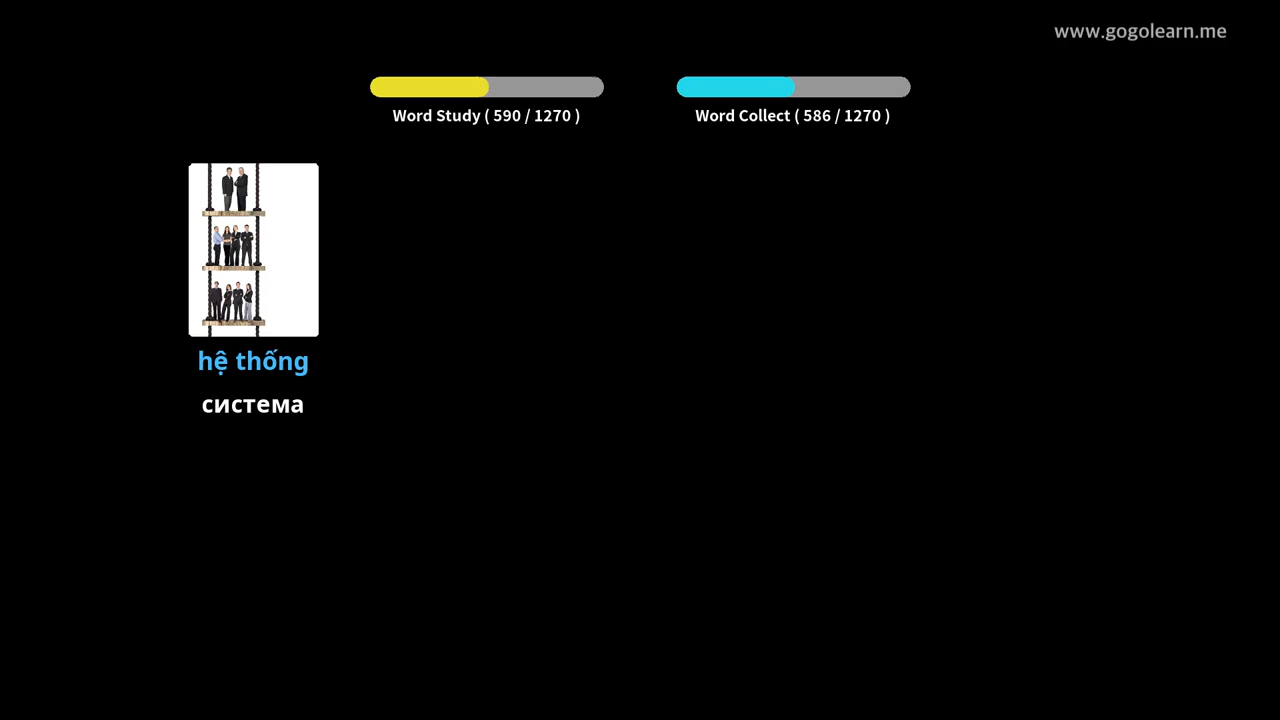 www.gogolearn.me
Word Study ( 590 / 1270 )
Word Collect ( 586 / 1270 )
hệ thống
система